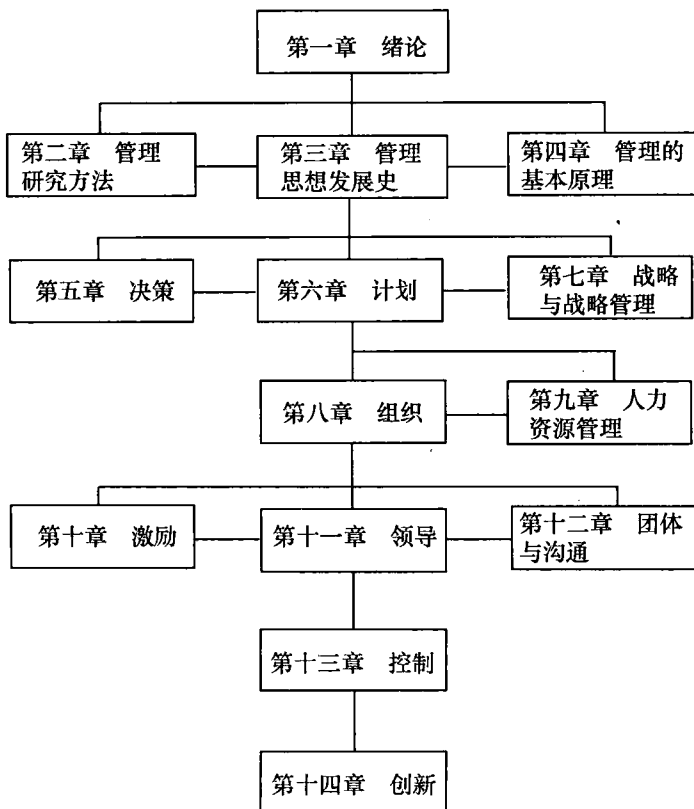 第一章 绪论
第二章 管理
研究方法
第三章 管理
思想发展史
第四章 管理的
基本原理
第五章 决策
第六章 计划
第七章 战略
与战略管理
第八章 组织
第九章 人力
资源管理
第十章 激励
第十一章 领导
第十二章 团体
与沟通
第十三章 控制
第十四章 创新